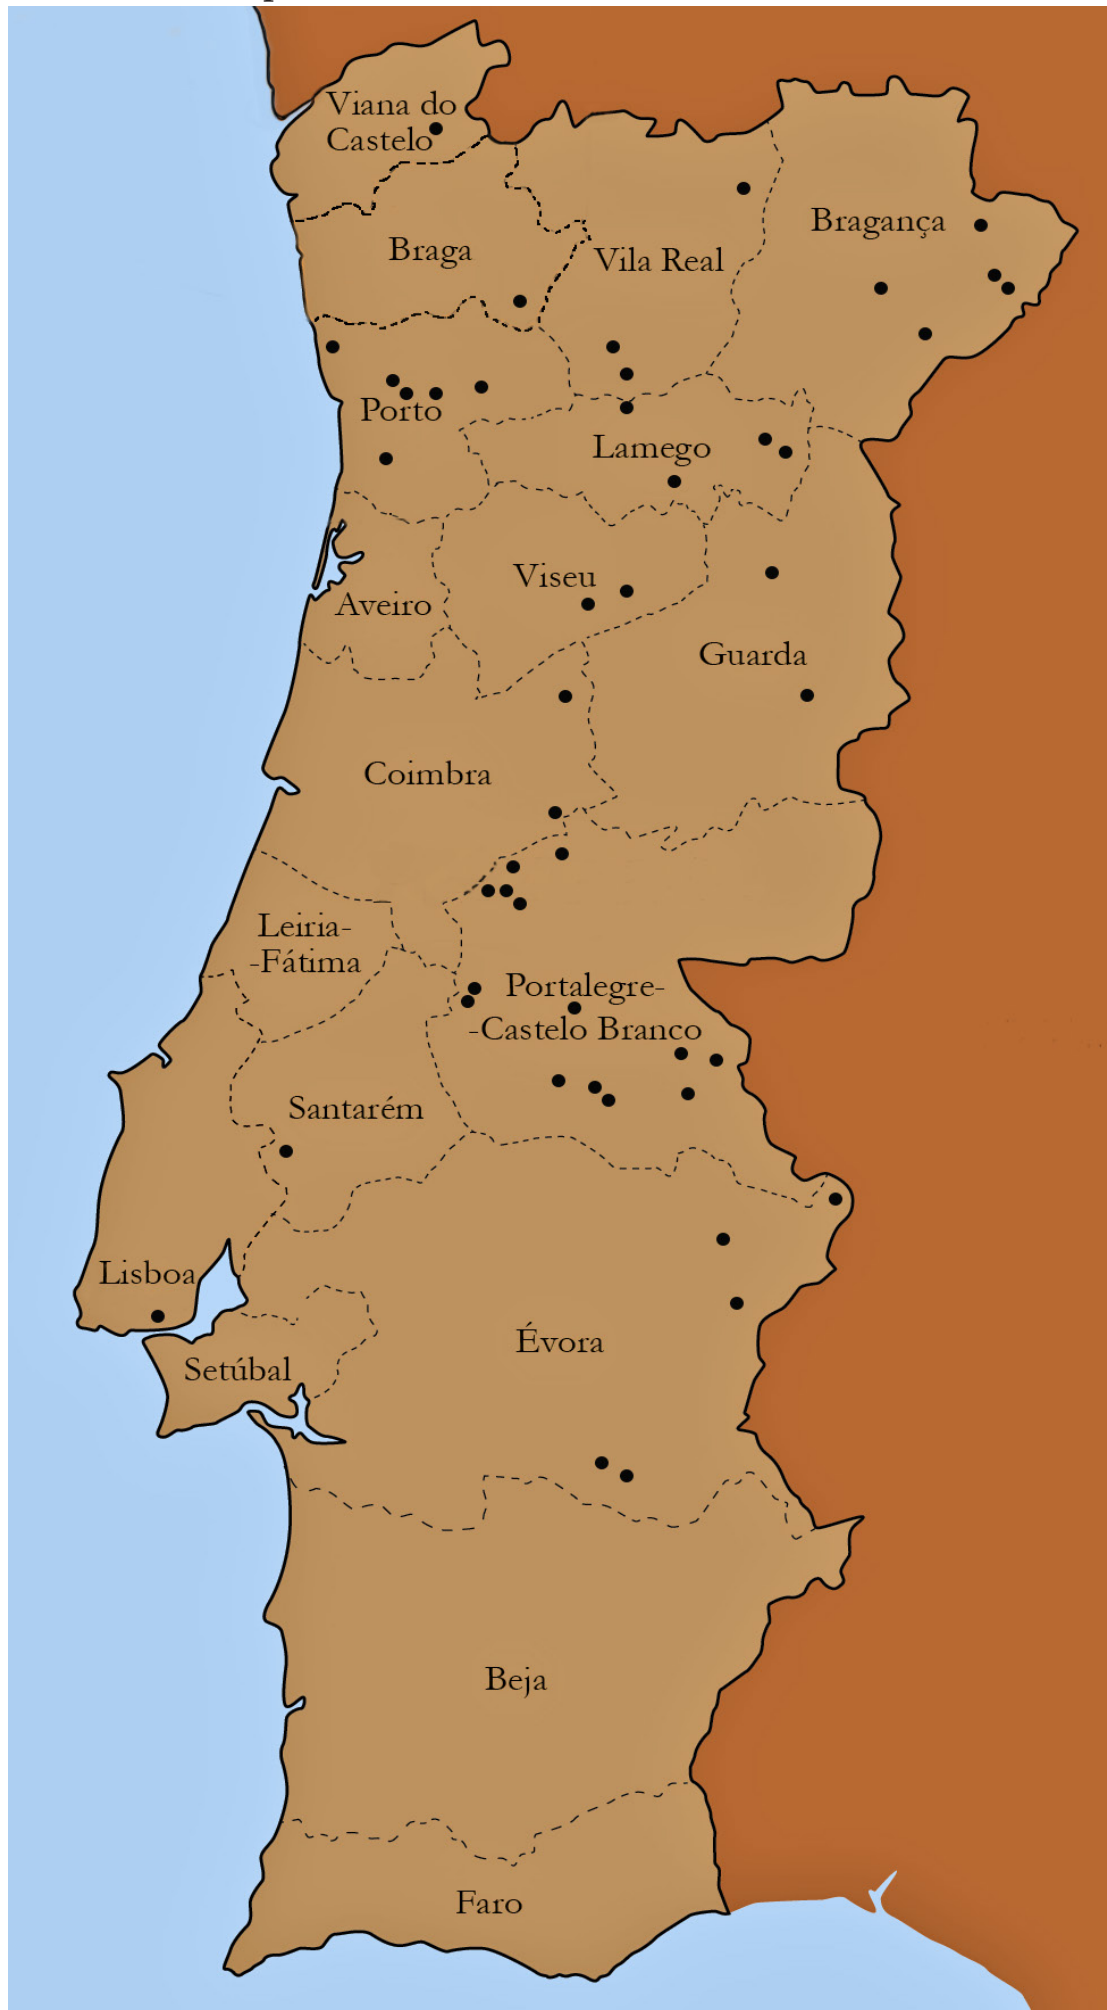 Viana do
Castelo
Bragança
Braga
Vila Real
Porto
Lamego
Viseu
Aveiro
Guarda
Coimbra
Leiria-
-Fátima
Portalegre-
-Castelo Branco
Santarém
Lisboa
Évora
Setúbal
Beja
Faro